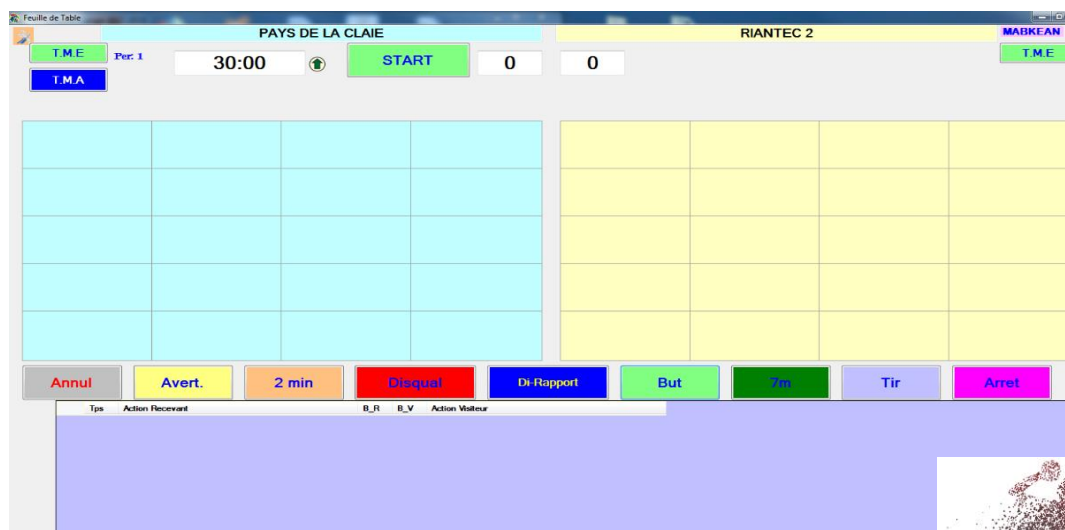 Feuille de Table
PAYS DE LA CLAIE RIANTEC 2 MABKEAN
T.M.E Per: 1 30:00 START 0 0 T.M.E
T.M.A
Annul Avert. 2 min Disqual Di-Rapport But 7m Tir Arret
Tps Action Recevant B_R B_V Action Visiteur